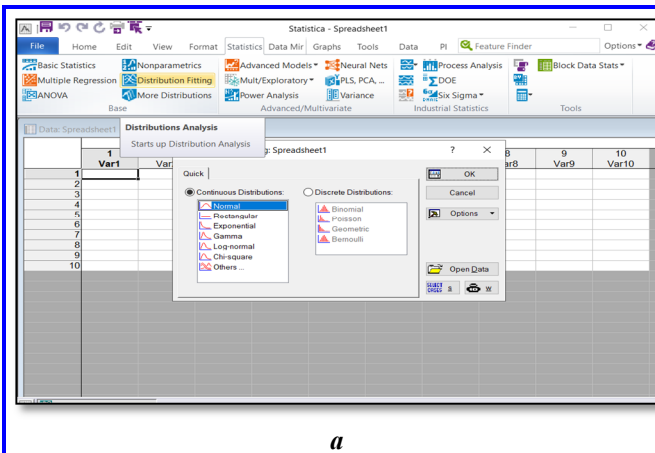 Statistica - Spreadsheet1
File Home Edit View Format Statistics Data Mir Graphs Tools Data PI Feature Finder Options
Basic Statistics Nonparametrics Advanced Models Neural Nets Process Analysis Block Data Stats
Multiple Regression Distribution Fitting Mult/Exploratory PLS, PCA, ... DOE
ANOVA More Distributions Power Analysis Variance Six Sigma
Base Advanced/Multivariate Industrial Statistics Tools
Data: Spreadsheet1
Distributions Analysis
Starts up Distribution Analysis
g: Spreadsheet1 ? ×
1 8 9 10
Var1 Var ar8 Var9 Var10
Quick OK
1
2
3
4
5
6
7
8
9
10
Continuous Distributions: Discrete Distributions: Cancel
Normal Binomial Options
Rectangular Poisson
Exponential Geometric
Gamma Bernoulli
Log-normal
Chi-square
Others ... Open Data
SELECT CASES S W
a